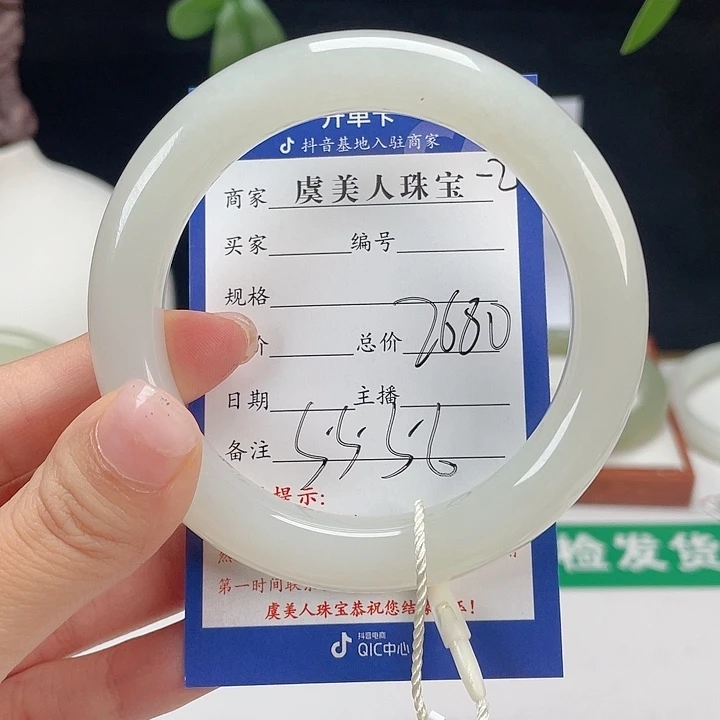 开单卡
抖音基地入驻商家
商家 虞美人珠宝-2
买家 编号
规格
价 总价 2680
日期 主播
备注
提示:
第一时间联
虞美人珠宝恭祝您结
抖音电商
QIC中心
检发货